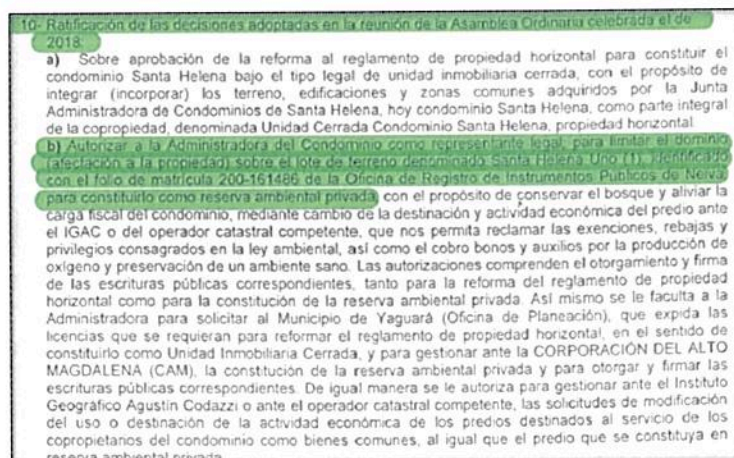 10- Ratificación de las decisiones adoptadas en la reunión de la Asamblea Ordinaria celebrada el de
2018.
a) Sobre aprobación de la reforma al reglamento de propiedad horizontal para constituir el
condominio Santa Helena bajo el tipo legal de unidad inmobiliaria cerrada, con el propósito de
integrar (incorporar) los terreno, edificaciones y zonas comunes adquiridos por la Junta
Administradora de Condominios de Santa Helena, hoy condominio Santa Helena, como parte integral
de la copropiedad, denominada Unidad Cerrada Condominio Santa Helena, propiedad horizontal.
b) Autorizar a la Administradora del Condominio como representante legal, para limitar el dominio
(afectación a la propiedad) sobre el lote de terreno denominado Santa Helena Uno (1), identificado
con el folio de matrícula 200-161486 de la Oficina de Registro de Instrumentos Públicos de Neiva,
para constituirlo como reserva ambiental privada, con el propósito de conservar el bosque y aliviar la
carga fiscal del condominio, mediante cambio de la destinación y actividad económica del predio ante
el IGAC o del operador catastral competente, que nos permita reclamar las exenciones, rebajas y
privilegios consagrados en la ley ambiental, así como el cobro bonos y auxilios por la producción de
oxígeno y preservación de un ambiente sano. Las autorizaciones comprenden el otorgamiento y firma
de las escrituras públicas correspondientes, tanto para la reforma del reglamento de propiedad
horizontal como para la constitución de la reserva ambiental privada. Así mismo se le faculta a la
Administradora para solicitar al Municipio de Yaguará (Oficina de Planeación), que expida las
licencias que se requieran para reformar el reglamento de propiedad horizontal, en el sentido de
constituirlo como Unidad Inmobiliaria Cerrada, y para gestionar ante la CORPORACIÓN DEL ALTO
MAGDALENA (CAM), la constitución de la reserva ambiental privada y para otorgar y firmar las
escrituras públicas correspondientes. De igual manera se le autoriza para gestionar ante el Instituto
Geográfico Agustín Codazzi o ante el operador catastral competente, las solicitudes de modificación
del uso o destinación de la actividad económica de los predios destinados al servicio de los
copropietarios del condominio como bienes comunes, al igual que el predio que se constituya en
reserva ambiental privada